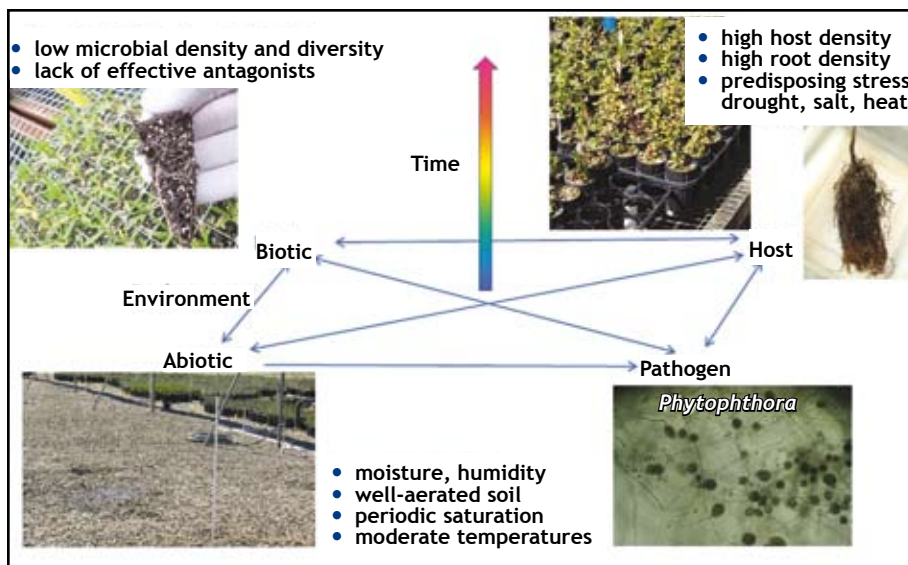 • low microbial density and diversity
• lack of effective antagonists
• high host density
• high root density
• predisposing stress
drought, salt, heat
Time
Biotic
Host
Environment
Abiotic
Pathogen
Phytophthora
• moisture, humidity
• well-aerated soil
• periodic saturation
• moderate temperatures